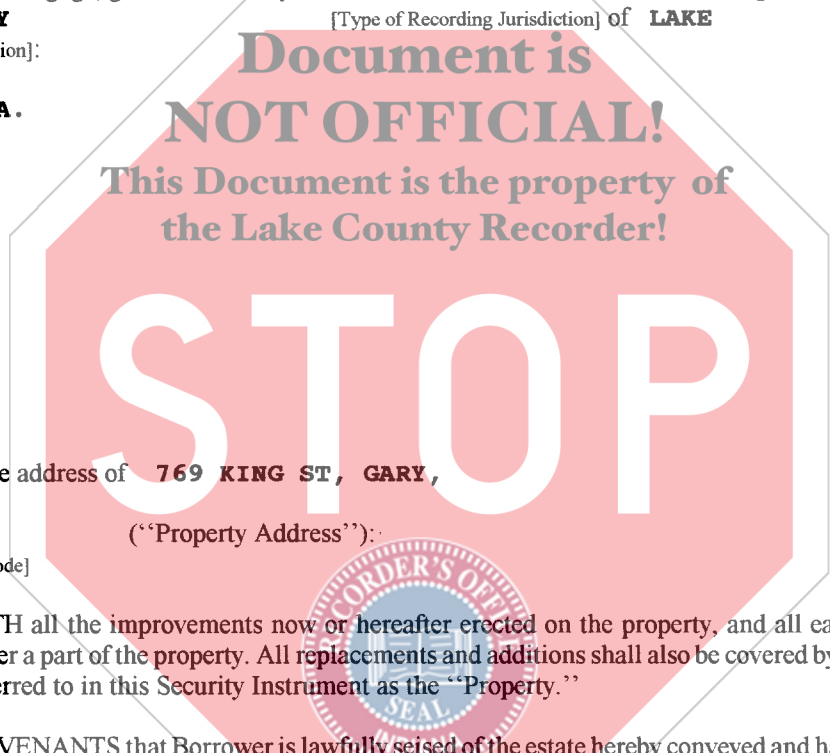 Y [Type of Recording Jurisdiction] of LAKE
ion]:
Document is
A.
NOT OFFICIAL!
This Document is the property of
the Lake County Recorder!
STOP
e address of 769 KING ST, GARY,
(“Property Address”):
ode]
TH all the improvements now or hereafter erected on the property, and all ea
er a part of the property. All replacements and additions shall also be covered by
erred to in this Security Instrument as the “Property.”
RECORDER'S OFFICE
SEAL
INDIANA
VENANTS that Borrower is lawfully seised of the estate hereby conveyed and h